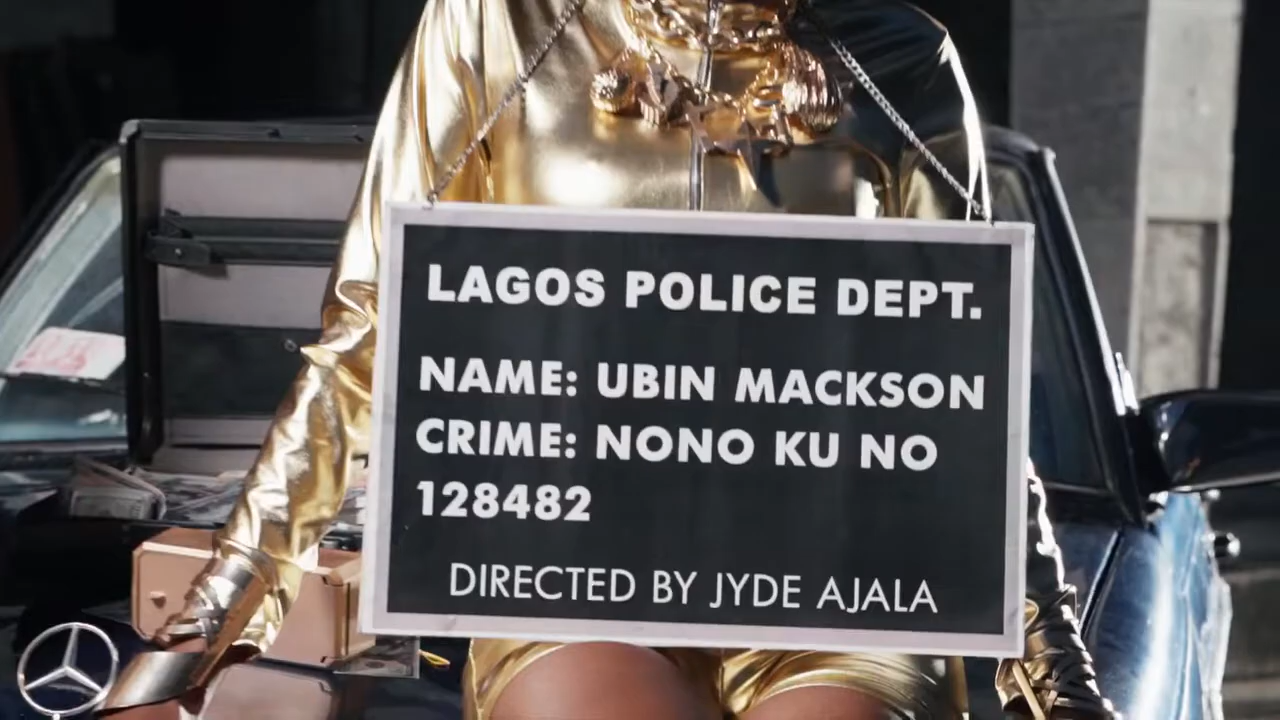 LAGOS POLICE DEPT.
NAME: UBIN MACKSON
CRIME: NONO KU NO
128482
DIRECTED BY JYDE AJALA